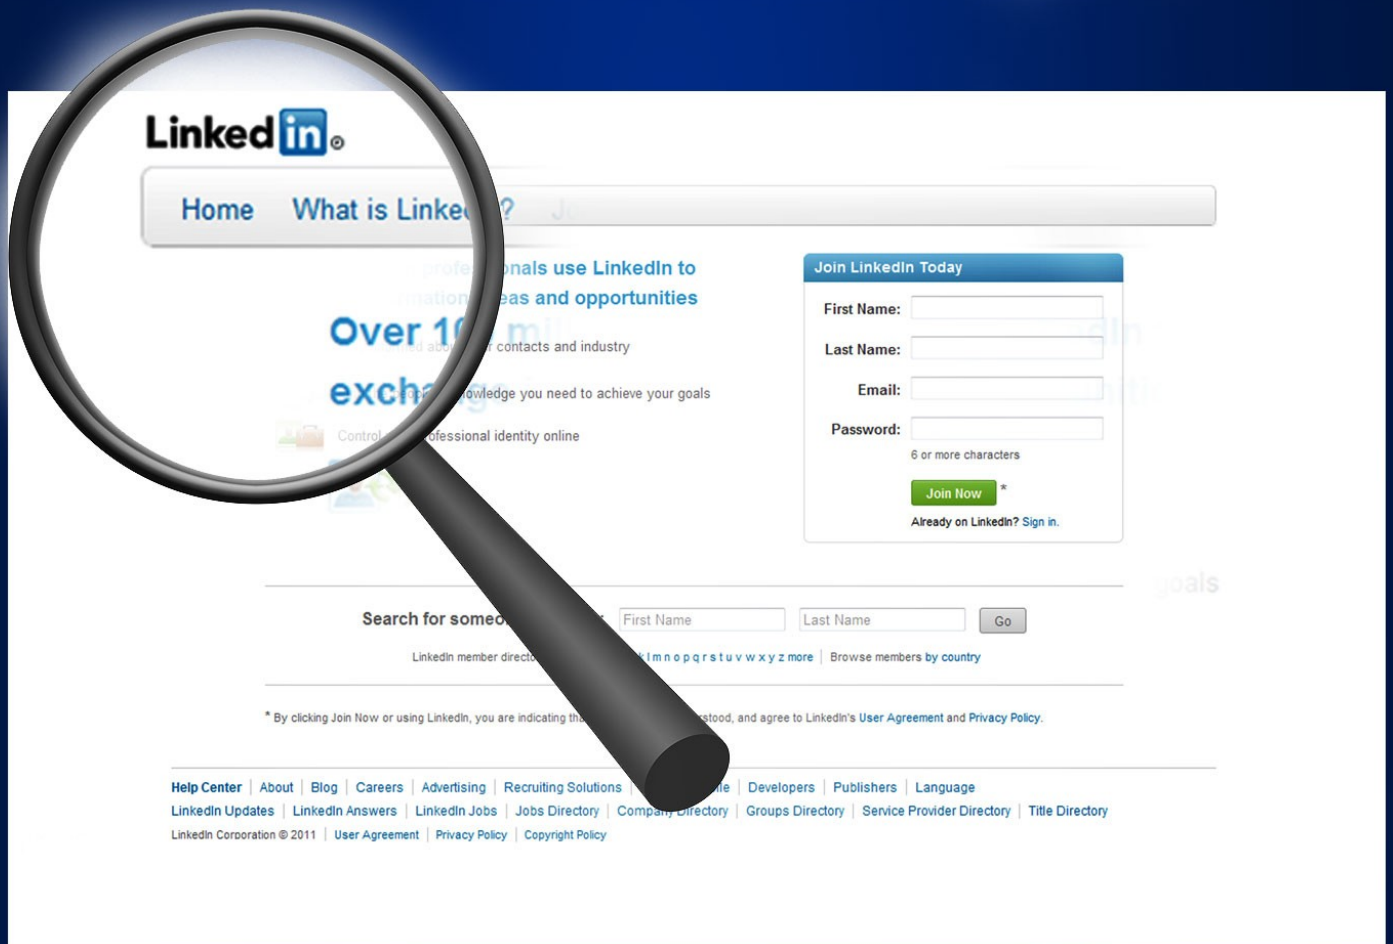 Linked in ®
Home What is Linked ?
onals use LinkedIn to
eas and opportunities
Over
contacts and industry
exch
owledge you need to achieve your goals
Control ofessional identity online
Join LinkedIn Today
First Name:
Last Name:
Email:
Password:
6 or more characters
Join Now *
Already on LinkedIn? Sign in.
goals
Search for someo
First Name
Last Name
Go
LinkedIn member directo k l m n o p q r s t u v w x y z more | Browse members by country
* By clicking Join Now or using LinkedIn, you are indicating tha stood, and agree to LinkedIn's User Agreement and Privacy Policy.
Help Center | About | Blog | Careers | Advertising | Recruiting Solutions | Developers | Publishers | Language
LinkedIn Updates | LinkedIn Answers | LinkedIn Jobs | Jobs Directory | Company Directory | Groups Directory | Service Provider Directory | Title Directory
LinkedIn Corporation © 2011 | User Agreement | Privacy Policy | Copyright Policy